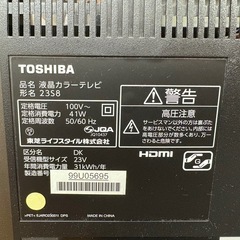 TOSHIBA
品名 液晶カラーテレビ
形名 23S8
定格電圧 100V~
定格消費電力 41W
定格周波数 50/60 Hz
JQA
JQ10437
東芝ライフスタイル株式会社
警告
高圧注意
HDMI
区分名 DK
受信機型サイズ 23V
年間消費電力量 31kWh/年
製造番号
99U05695
MADE IN CHINA